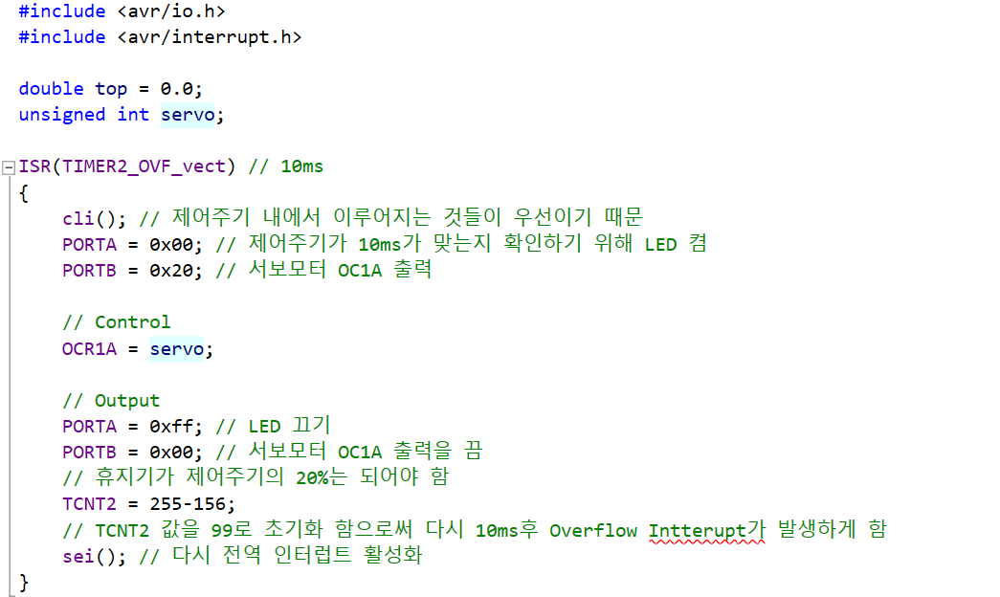 #include <avr/io.h>
#include <avr/interrupt.h>
double top = 0.0;
unsigned int servo;
ISR(TIMER2_OVF_vect) // 10ms
{
cli(); // 제어주기 내에서 이루어지는 것들이 우선이기 때문
PORTA = 0x00; // 제어주기가 10ms가 맞는지 확인하기 위해 LED 켬
PORTB = 0x20; // 서보모터 OC1A 출력
// Control
OCR1A = servo;
// Output
PORTA = 0xff; // LED 끄기
PORTB = 0x00; // 서보모터 OC1A 출력을 끔
// 휴지기가 제어주기의 20%는 되어야 함
TCNT2 = 255-156;
// TCNT2 값을 99로 초기화 함으로써 다시 10ms후 Overflow Intterupt가 발생하게 함
sei(); // 다시 전역 인터럽트 활성화
}